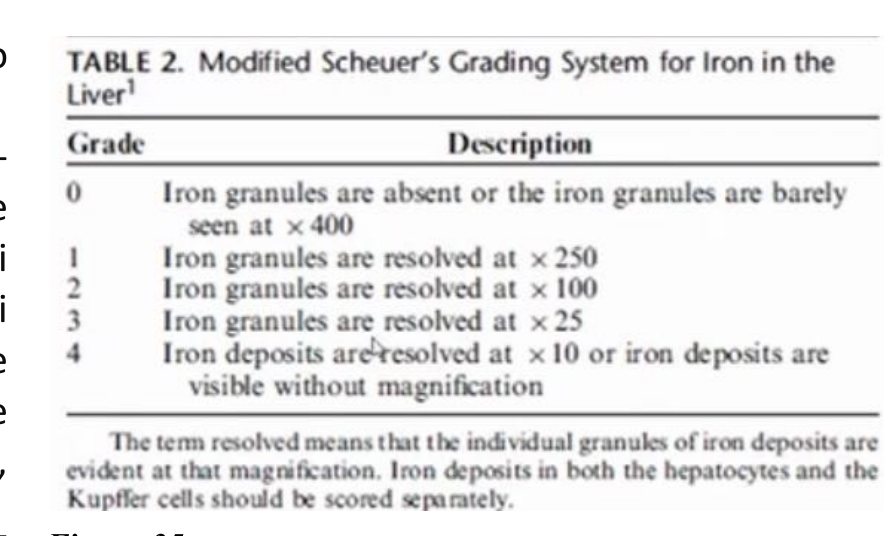 TABLE 2. Modified Scheuer's Grading System for Iron in the
Liver1
Grade Description
0 Iron granules are absent or the iron granules are barely
seen at × 400
1 Iron granules are resolved at × 250
2 Iron granules are resolved at × 100
3 Iron granules are resolved at × 25
4 Iron deposits are resolved at × 10 or iron deposits are
visible without magnification
The term resolved means that the individual granules of iron deposits are
evident at that magnification. Iron deposits in both the hepatocytes and the
Kupffer cells should be scored separately.